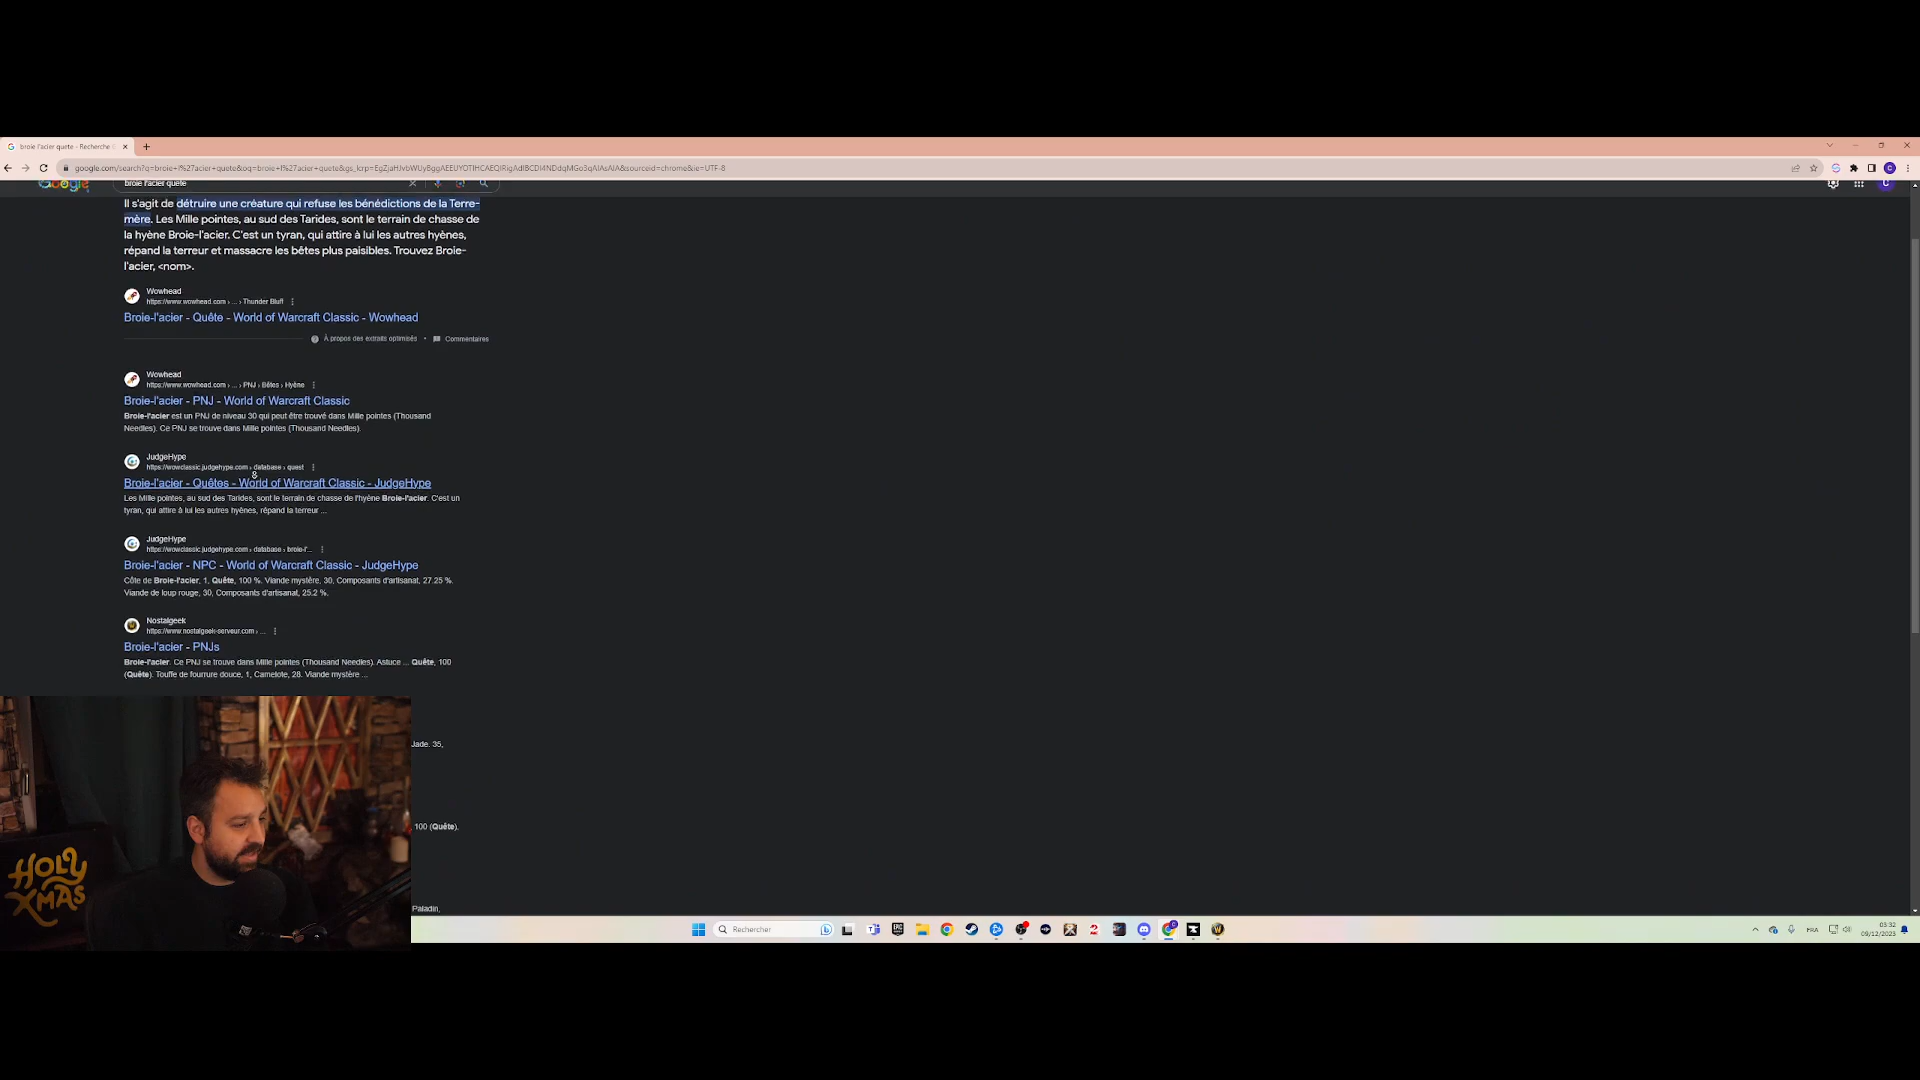 broie l'acier quete - Recherche
google.com/search?q=broie+l%27acier+quete&oq=broie+l%27acier+quete&gs_lcrp=EgZjaHJvbWUyBggAEEUYOTIHCAEQIRigAdIBCDI4NDdqMGo3qAIAsAIA&sourceid=chrome&ie=UTF-8
Google
broie l'acier quete
Il s'agit de détruire une créature qui refuse les bénédictions de la Terre-
mère. Les Mille pointes, au sud des Tarides, sont le terrain de chasse de
la hyène Broie-l'acier. C'est un tyran, qui attire à lui les autres hyènes,
répand la terreur et massacre les bêtes plus paisibles. Trouvez Broie-
l'acier, <nom>.
Wowhead
https://www.wowhead.com › ... › Thunder Bluff
Broie-l'acier - Quête - World of Warcraft Classic - Wowhead
À propos des extraits optimisés • Commentaires
Wowhead
https://www.wowhead.com › ... › PNJ › Bêtes › Hyène
Broie-l'acier - PNJ - World of Warcraft Classic
Broie-l'acier est un PNJ de niveau 30 qui peut être trouvé dans Mille pointes (Thousand
Needles). Ce PNJ se trouve dans Mille pointes (Thousand Needles).
JudgeHype
https://wowclassic.judgehype.com › database › quest
Broie-l'acier - Quêtes - World of Warcraft Classic - JudgeHype
Les Mille pointes, au sud des Tarides, sont le terrain de chasse de l'hyène Broie-l'acier. C'est un
tyran, qui attire à lui les autres hyènes, répand la terreur ...
JudgeHype
https://wowclassic.judgehype.com › database › broie-l'...
Broie-l'acier - NPC - World of Warcraft Classic - JudgeHype
Côte de Broie-l'acier, 1, Quête, 100 %. Viande mystère, 30, Composants d'artisanat, 27.25 %.
Viande de loup rouge, 30, Composants d'artisanat, 25.2 %.
Nostalgeek
https://www.nostalgeek-serveur.com › ...
Broie-l'acier - PNJs
Broie-l'acier. Ce PNJ se trouve dans Mille pointes (Thousand Needles). Astuce ... Quête, 100
(Quête). Touffe de fourrure douce, 1, Camelote, 28. Viande mystère ...
Jade. 35,
100 (Quête).
Paladin,
HOLY
XMAS
Rechercher
FRA
03:32
09/12/2023